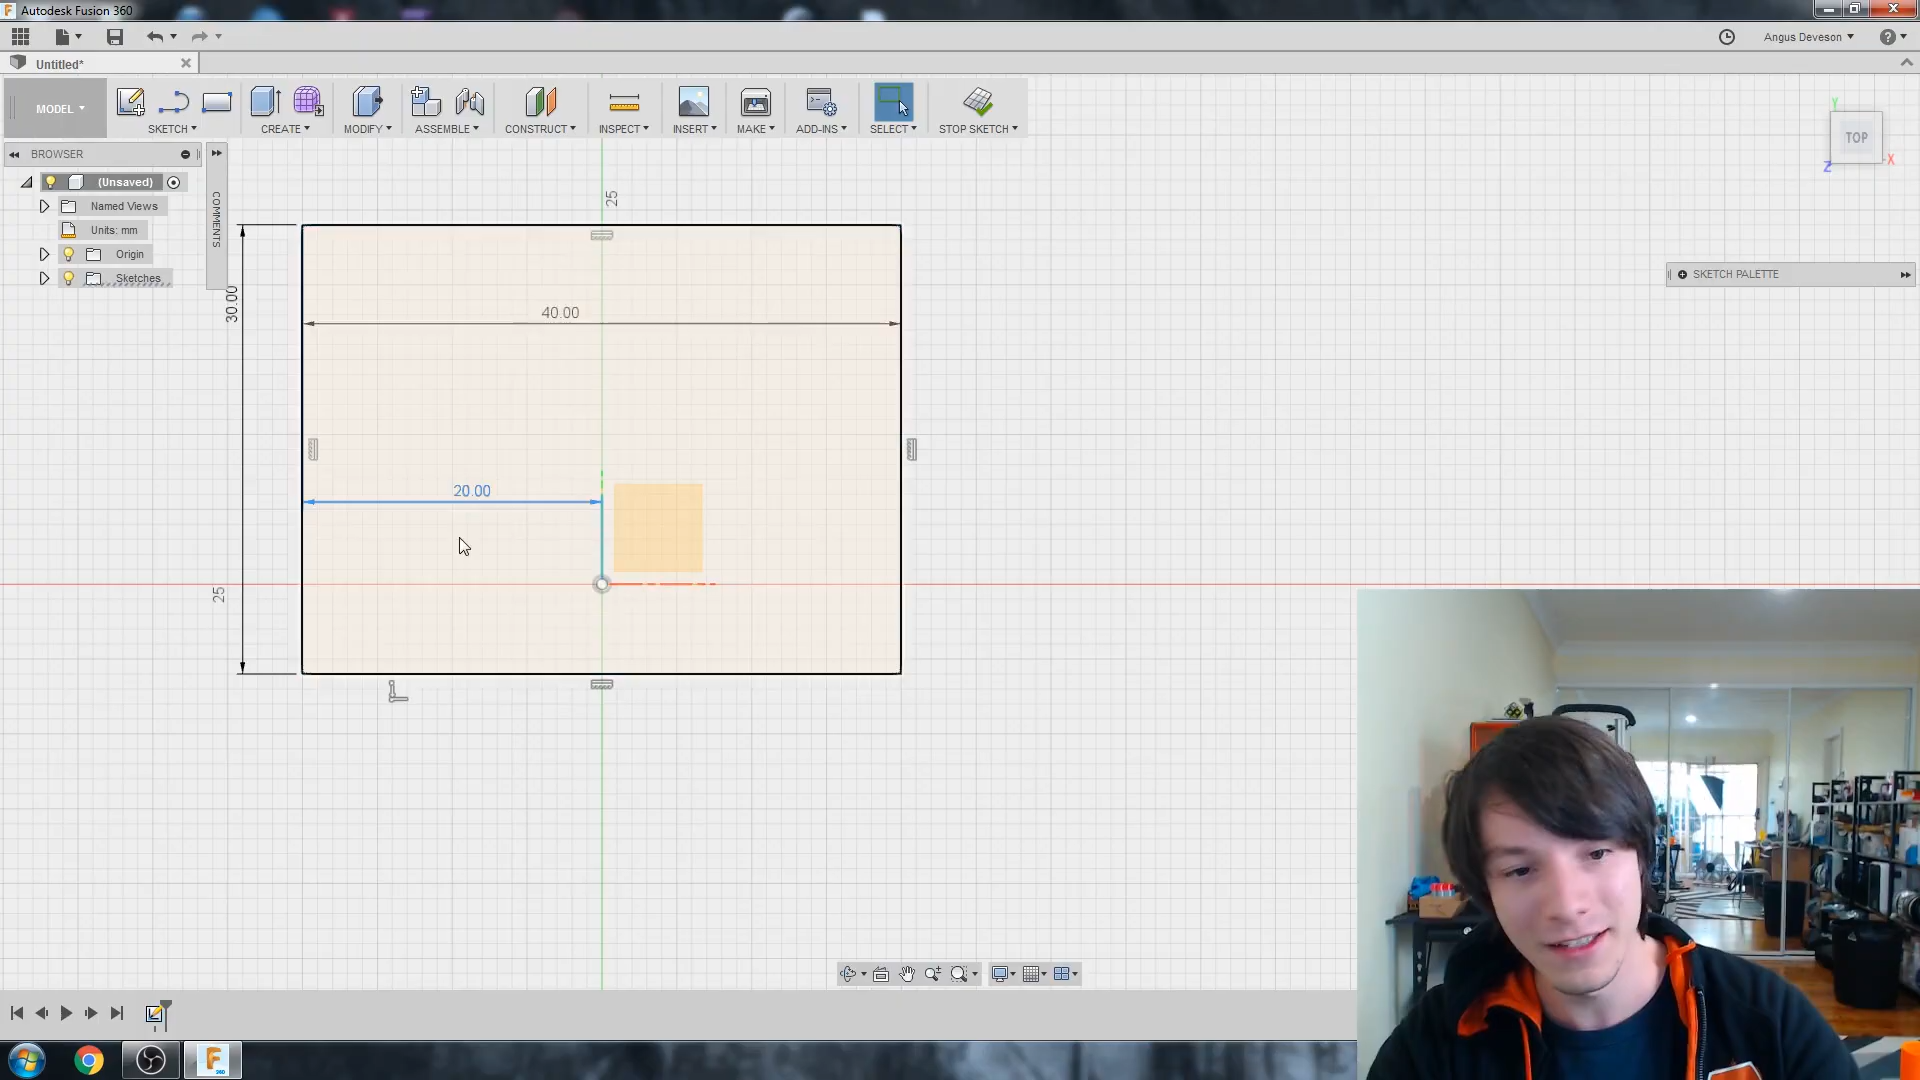 Autodesk Fusion 360
Angus Deveson
Untitled*
MODEL
SKETCH
CREATE
MODIFY
ASSEMBLE
CONSTRUCT
INSPECT
INSERT
MAKE
ADD-INS
SELECT
STOP SKETCH
BROWSER
(Unsaved)
Named Views
Units: mm
Origin
Sketches
COMMENTS
Y
TOP
X
Z
SKETCH PALETTE
25
30.00
40.00
20.00
25
F
360